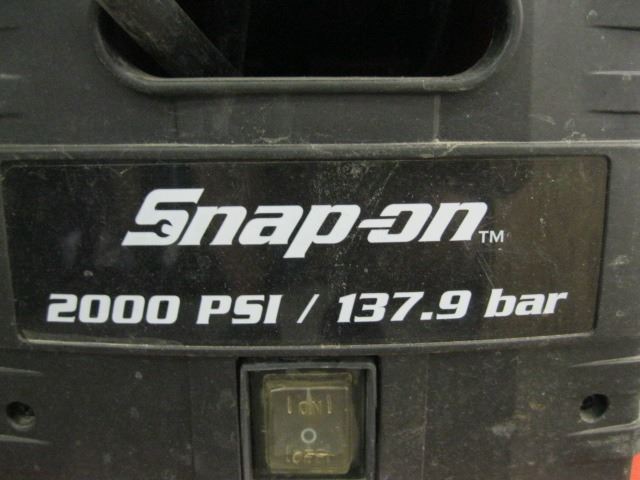 Snap-on™
2000 PSI / 137.9 bar
ON
OFF